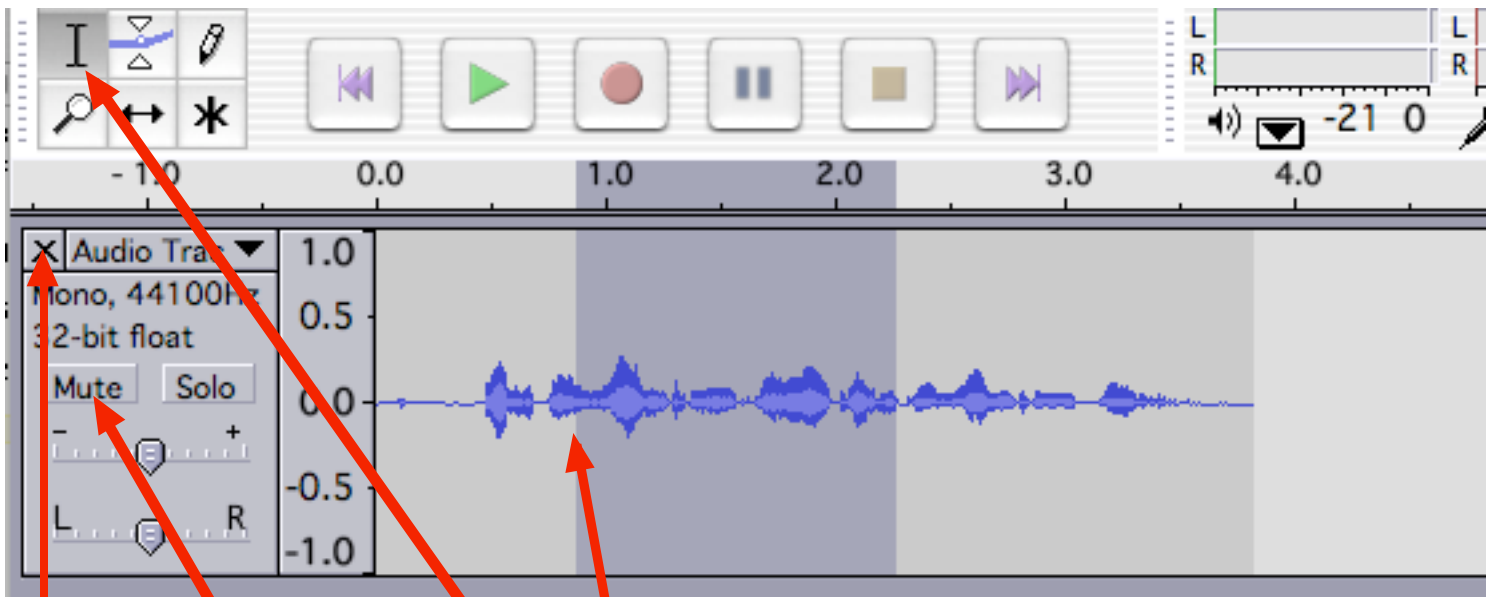 L
R
L
R
-21 0
- 1.0 0.0 1.0 2.0 3.0 4.0
X Audio Trac
Mono, 44100Hz
32-bit float
Mute Solo
- +
L R
1.0
0.5
0.0
-0.5
-1.0